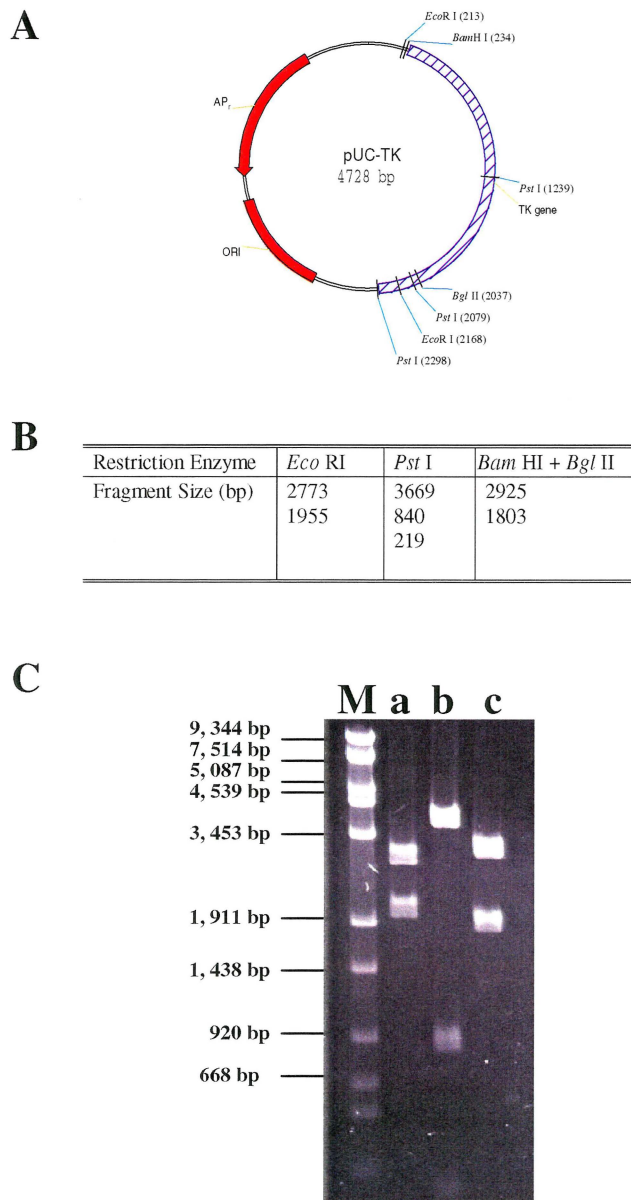 A
EcoR I (213)
BamH I (234)
APr
pUC-TK
4728 bp
Pst I (1239)
TK gene
ORI
Bgl II (2037)
Pst I (2079)
EcoR I (2168)
Pst I (2298)
B
Restriction Enzyme Eco RI Pst I Bam HI + Bgl II
Fragment Size (bp) 2773 3669 2925
1955 840 1803
219
C
M a b c
9, 344 bp
7, 514 bp
5, 087 bp
4, 539 bp
3, 453 bp
1, 911 bp
1, 438 bp
920 bp
668 bp